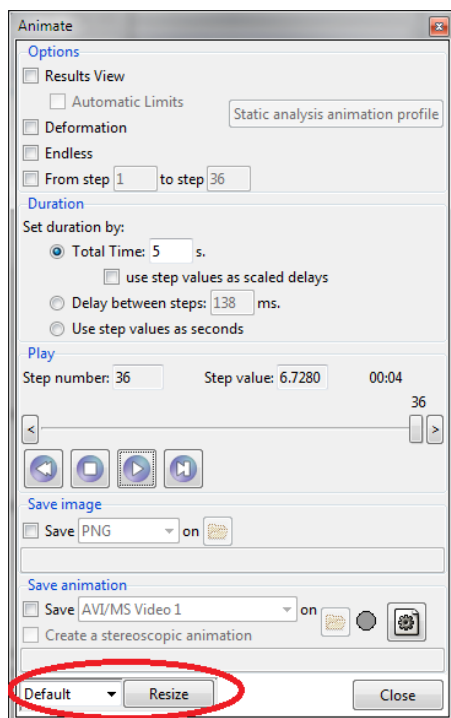 Animate
Options
Results View
Automatic Limits
Static analysis animation profile
Deformation
Endless
From step 1 to step 36
Duration
Set duration by:
Total Time: 5 s.
use step values as scaled delays
Delay between steps: 138 ms.
Use step values as seconds
Play
Step number: 36 Step value: 6.7280 00:04
36
< >
Save image
Save PNG on
Save animation
Save AVI/MS Video 1 on
Create a stereoscopic animation
Default Resize Close